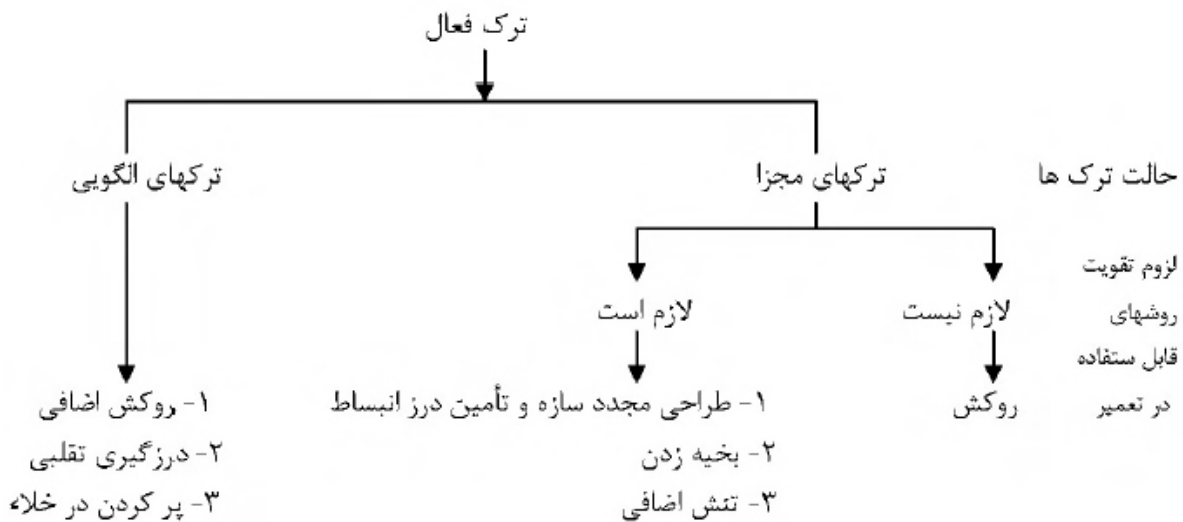 ترک فعال
حالت ترک ها
ترکهای مجزا
ترکهای الگویی
لزوم تقویت
روشهای
لازم نیست
لازم است
قابل ستفاده
در تعمیر
روکش
۱- طراحی مجدد سازه و تأمین درز انبساط
۲- بخیه زدن
۳- تنش اضافی
۱- روکش اضافی
۲- درزگیری تقلبی
۳- پر کردن در خلاء